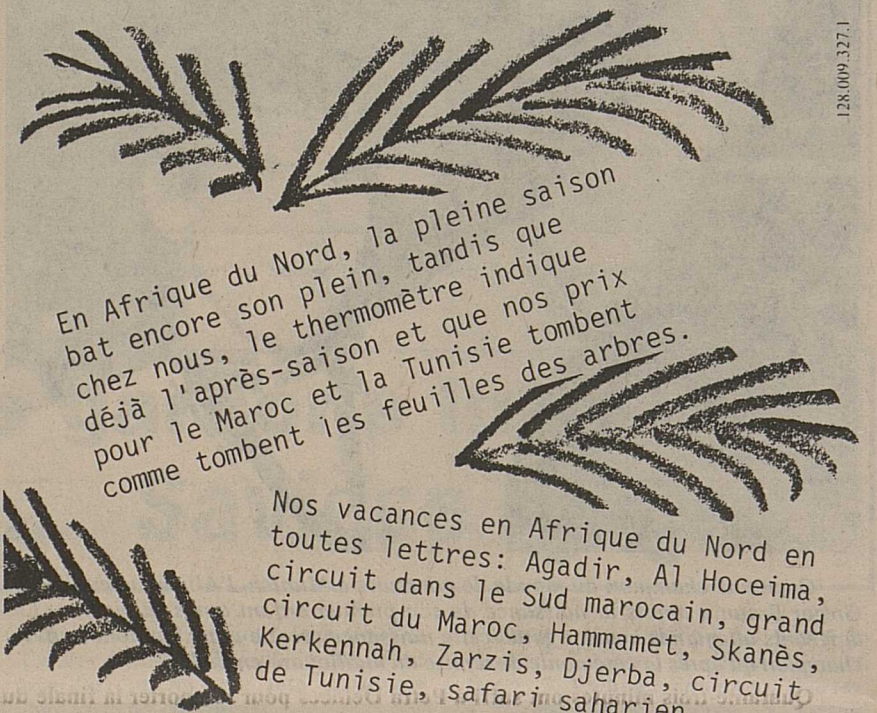 128.009.327.1
En Afrique du Nord, la pleine saison
bat encore son plein, tandis que
chez nous, le thermomètre indique
déjà l'après-saison et que nos prix
pour le Maroc et la Tunisie tombent
comme tombent les feuilles des arbres.
Nos vacances en Afrique du Nord en
toutes lettres: Agadir, Al Hoceima,
circuit dans le Sud marocain, grand
circuit du Maroc, Hammamet, Skanès,
Kerkennah, Zarzis, Djerba, circuit
de Tunisie, safari saharien